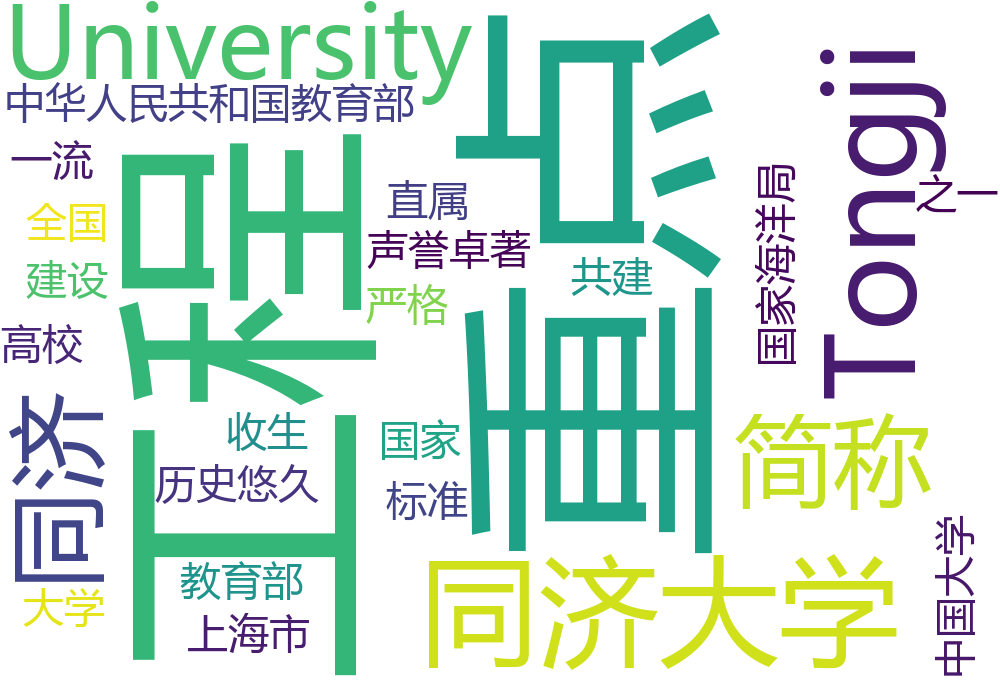 University
中华人民共和国教育部
一流
全国
建设
高校
同济
大学
工程
收生
历史悠久
教育部
上海市
重点
直属
声誉卓著
严格
共建
国家
标准
同济大学
简称
国家海洋局
Tongji
之一
中国大学